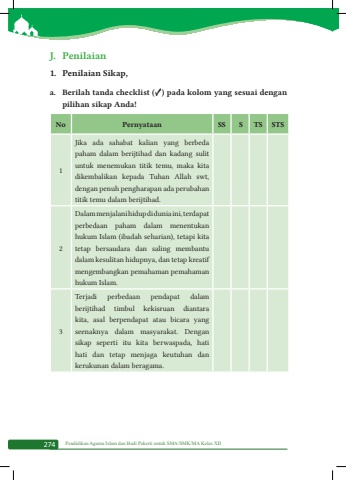 J. Penilaian
1. Penilaian Sikap,
a. Berilah tanda checklist (✓) pada kolom yang sesuai dengan
pilihan sikap Anda!
No Pernyataan SS S TS STS
Jika ada sahabat kalian yang berbeda
paham dalam berijtihad dan kadang sulit
untuk menemukan titik temu, maka kita
1
dikembalikan kepada Tuhan Allah swt,
dengan penuh pengharapan ada perubahan
titik temu dalam berijtihad.
Dalam menjalani hidup di dunia ini, terdapat
perbedaan paham dalam menentukan
hukum Islam (ibadah seharian), tetapi kita
2 tetap bersaudara dan saling membantu
dalam kesulitan hidupnya, dan tetap kreatif
mengembangkan pemahaman pemahaman
hukum Islam.
Terjadi perbedaan pendapat dalam
berijtihad timbul kekisruan diantara
kita, asal berpendapat atau bicara yang
3 seenaknya dalam masyarakat. Dengan
sikap seperti itu kita berwaspada, hati
hati dan tetap menjaga keutuhan dan
kerukunan dalam beragama.
274 Pendidikan Agama Islam dan Budi Pekerti untuk SMA/SMK/MA Kelas XII